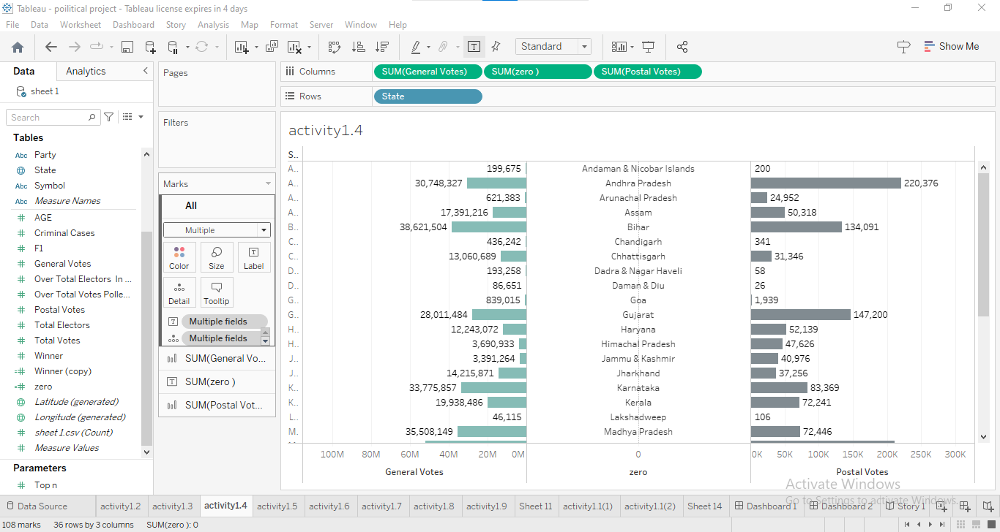 Tableau - poilitical project - Tableau license expires in 4 days
File Data Worksheet Dashboard Story Analysis Map Format Server Window Help
Standard
Show Me
Data Analytics
sheet 1
Search
Tables
Abc Party
State
Abc Symbol
Abc Measure Names
AGE
Criminal Cases
F1
General Votes
Over Total Electors In ...
Over Total Votes Polle...
Postal Votes
Total Electors
Total Votes
Winner
Winner (copy)
zero
Latitude (generated)
Longitude (generated)
sheet 1.csv (Count)
Measure Values
Parameters
Top n
Pages
Filters
Marks
All
Multiple
Color Size Label
Detail Tooltip
Multiple fields
Multiple fields
SUM(General Vo...
SUM(zero )
SUM(Postal Vot...
Columns SUM(General Votes) SUM(zero ) SUM(Postal Votes)
Rows State
activity1.4
S..
A.. 199,675 Andaman & Nicobar Islands 200
A.. 30,748,327 Andhra Pradesh 220,376
A.. 621,383 Arunachal Pradesh 24,952
A.. 17,391,216 Assam 50,318
B.. 38,621,504 Bihar 134,091
C.. 436,242 Chandigarh 341
C.. 13,060,689 Chhattisgarh 31,346
D.. 193,258 Dadra & Nagar Haveli 58
D.. 86,651 Daman & Diu 26
G.. 839,015 Goa 1,939
G.. 28,011,484 Gujarat 147,200
H.. 12,243,072 Haryana 52,139
H.. 3,690,933 Himachal Pradesh 47,626
J.. 3,391,264 Jammu & Kashmir 40,976
J.. 14,215,871 Jharkhand 37,256
K.. 33,775,857 Karnataka 83,369
K.. 19,938,486 Kerala 72,241
L.. 46,115 Lakshadweep 106
M. 35,508,149 Madhya Pradesh 72,446
100M 80M 60M 40M 20M 0M 0 0K 50K 100K 150K 200K 250K 300K
General Votes zero Postal Votes
Activate Windows
Go to Settings to activate Windows.
Data Source activity1.2 activity1.3 activity1.4 activity1.5 activity1.6 activity1.7 activity1.8 activity1.9 Sheet 11 activity1.1(1) activity1.1(2) Sheet 14 Dashboard 1 Dashboard 2 Story 1
108 marks 36 rows by 3 columns SUM(zero ): 0